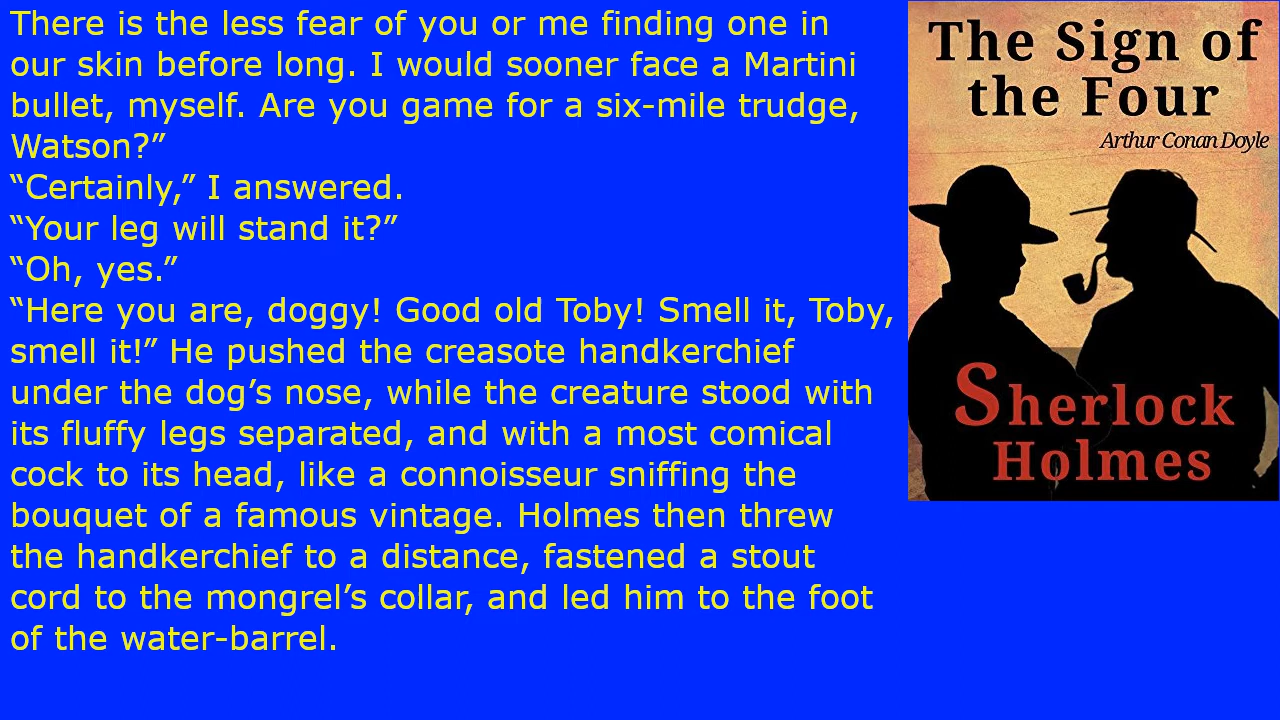 There is the less fear of you or me finding one in
our skin before long. I would sooner face a Martini
bullet, myself. Are you game for a six-mile trudge,
Watson?”
“Certainly,” I answered.
“Your leg will stand it?”
“Oh, yes.”
“Here you are, doggy! Good old Toby! Smell it, Toby,
smell it!” He pushed the creasote handkerchief
under the dog’s nose, while the creature stood with
its fluffy legs separated, and with a most comical
cock to its head, like a connoisseur sniffing the
bouquet of a famous vintage. Holmes then threw
the handkerchief to a distance, fastened a stout
cord to the mongrel’s collar, and led him to the foot
of the water-barrel.
The Sign of
the Four
Arthur Conan Doyle
Sherlock
Holmes